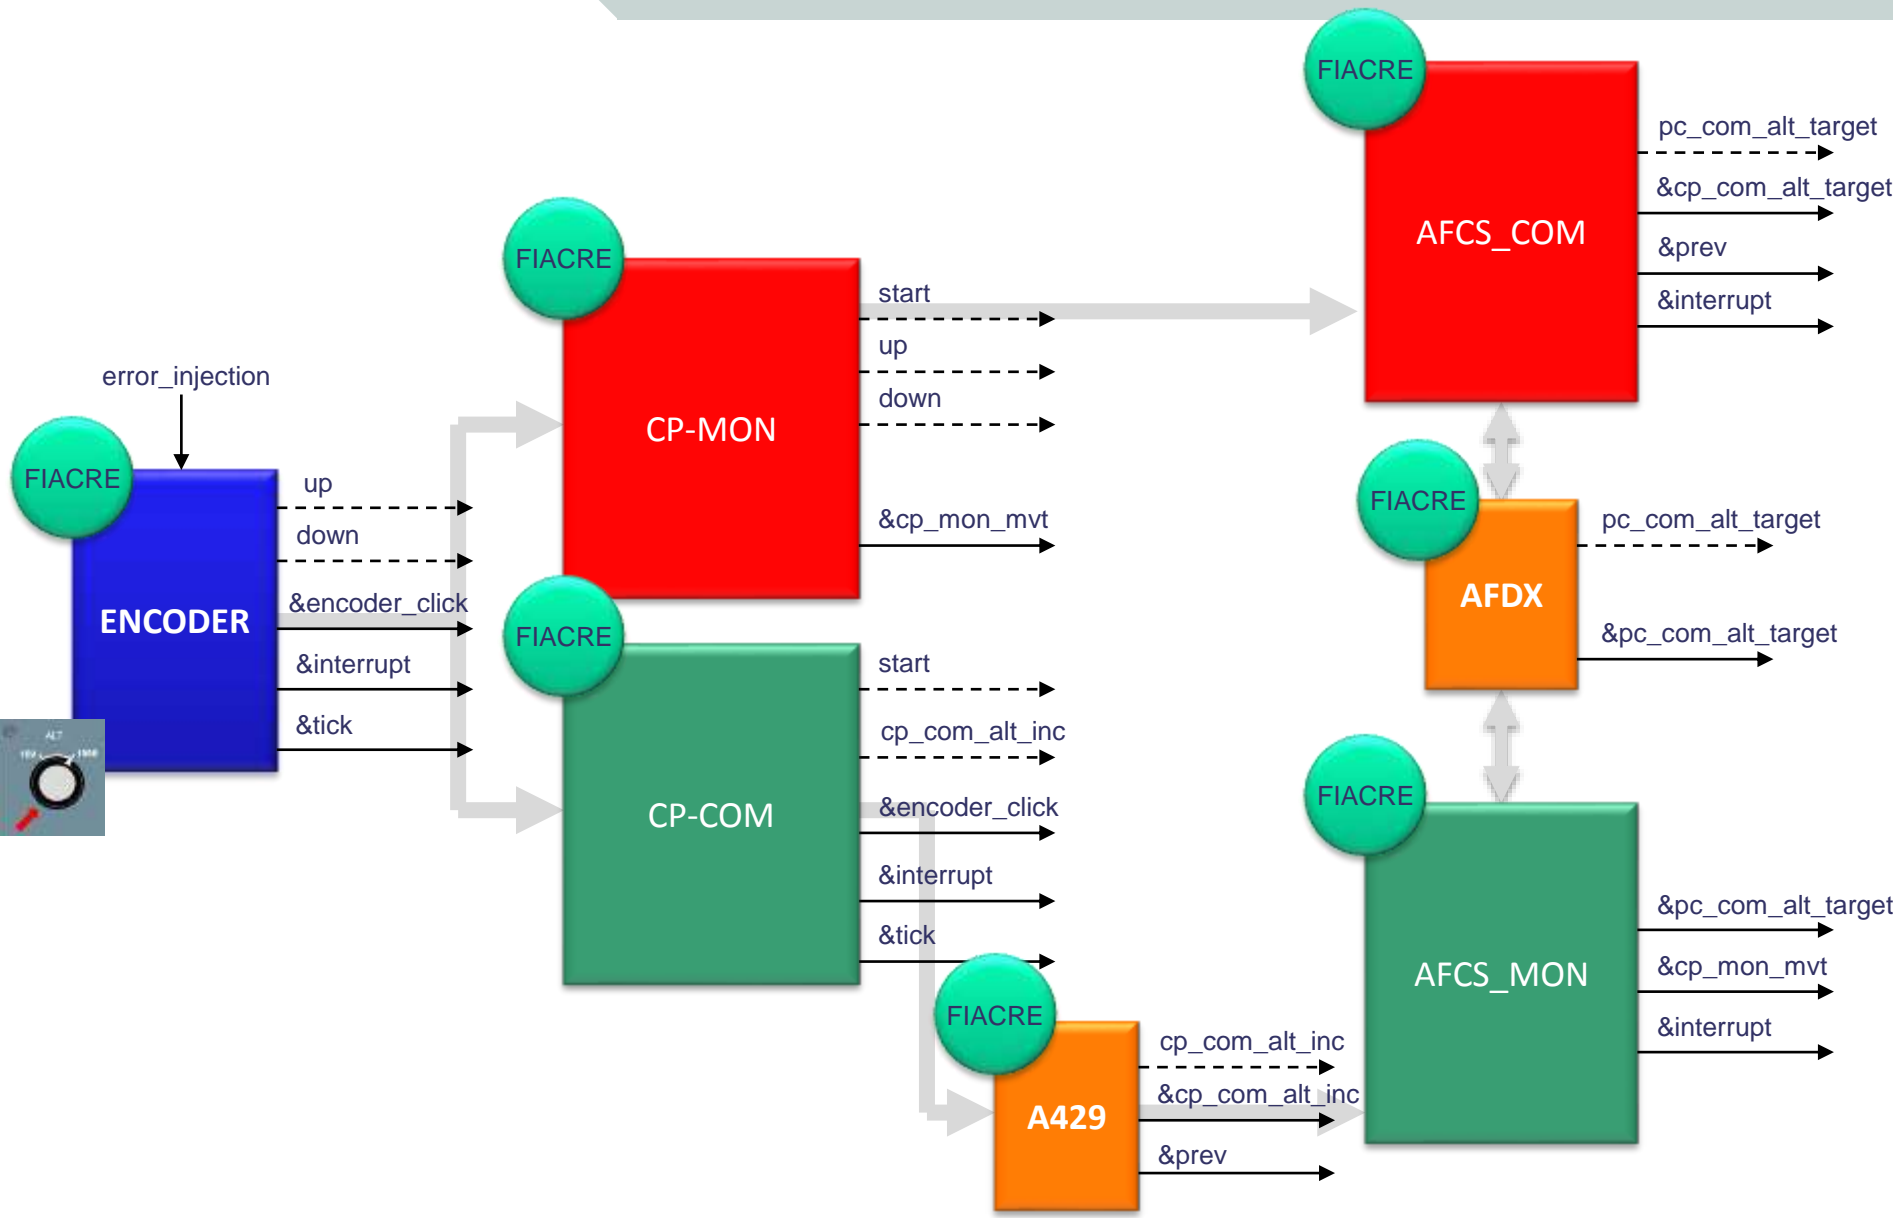 FIACRE
AFCS_COM
pc_com_alt_target
&cp_com_alt_target
&prev
&interrupt
FIACRE
CP-MON
start
up
down
&cp_mon_mvt
error_injection
FIACRE
ENCODER
up
down
&encoder_click
&interrupt
&tick
ALT
FIACRE
AFDX
pc_com_alt_target
&pc_com_alt_target
FIACRE
CP-COM
start
cp_com_alt_inc
&encoder_click
&interrupt
&tick
FIACRE
AFCS_MON
&pc_com_alt_target
&cp_mon_mvt
&interrupt
FIACRE
A429
cp_com_alt_inc
&cp_com_alt_inc
&prev